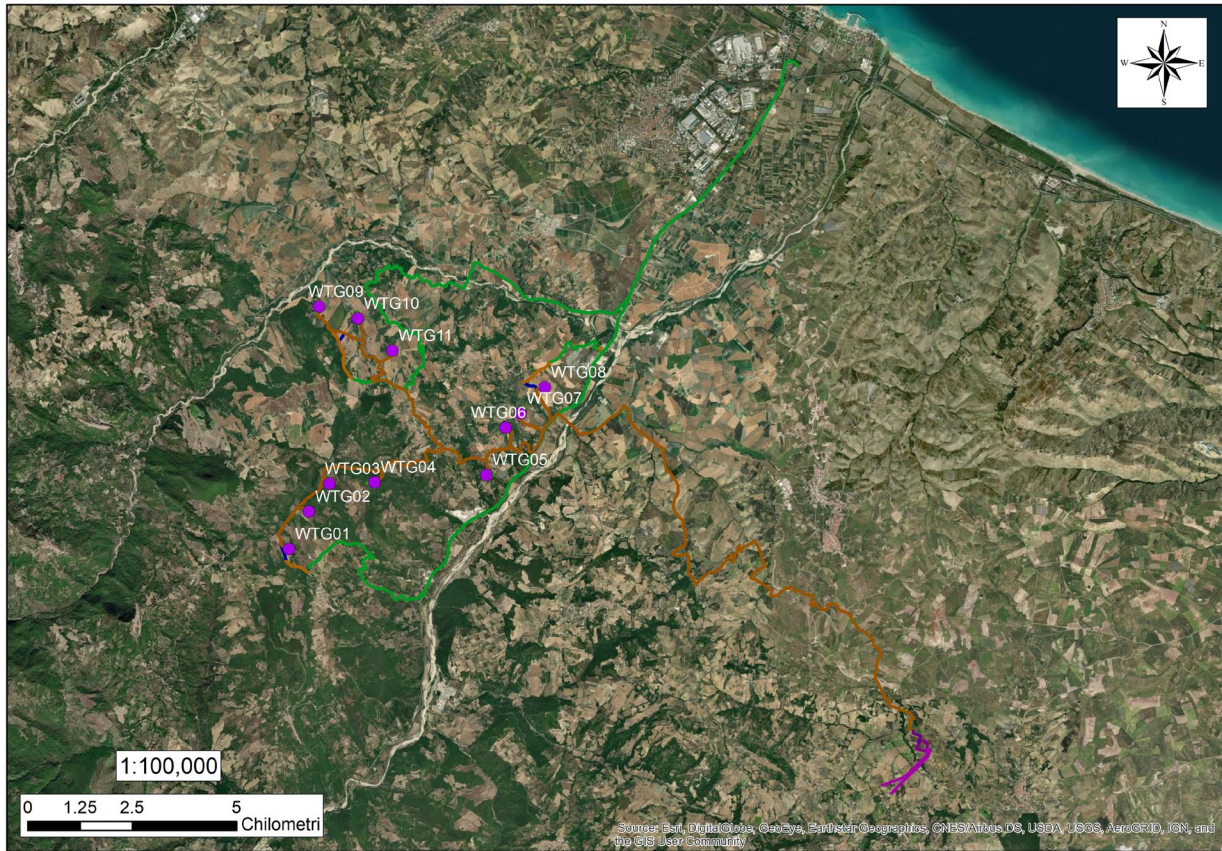 N
W E
S
WTG09
WTG10
WTG11
WTG08
WTG07
WTG06
WTG05
WTG03
WTG04
WTG02
WTG01
1:100,000
0 1.25 2.5 5
Chilometri
Source: Esri, DigitalGlobe, GeoEye, Earthstar Geographics, CNES/Airbus DS, USDA, USGS, AeroGRID, IGN, and
the GIS User Community